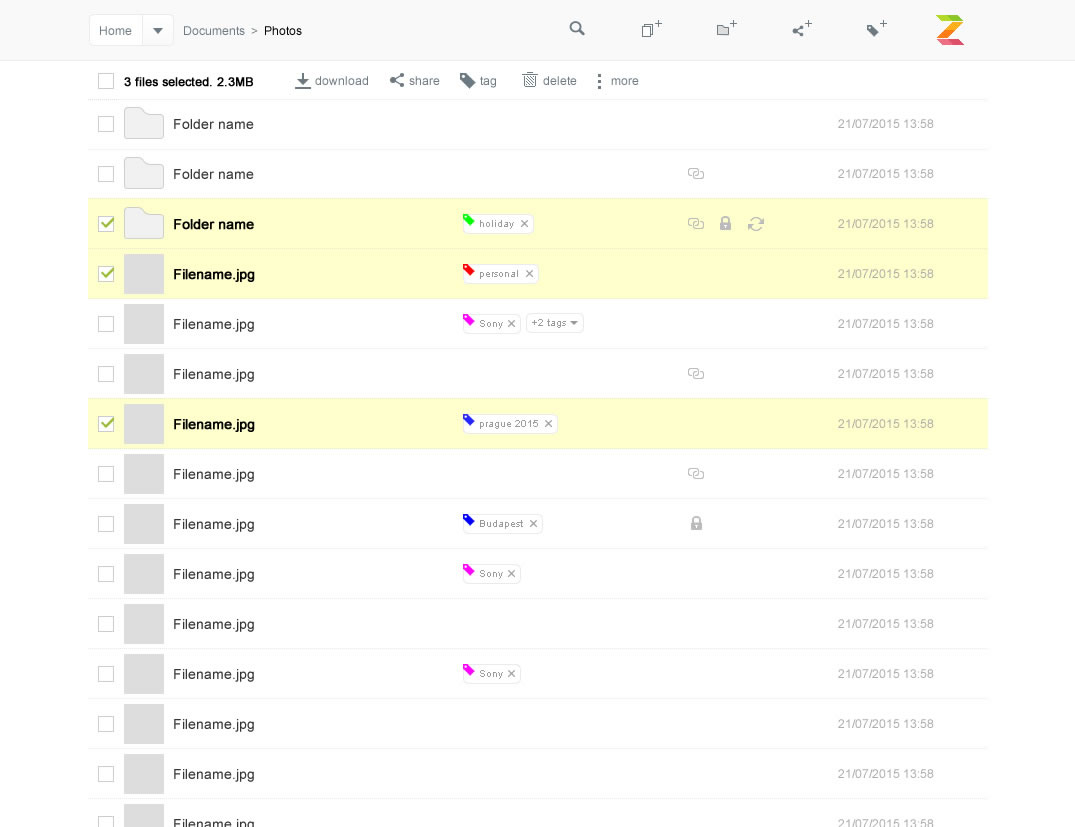 Home Documents > Photos
3 files selected. 2.3MB download share tag delete more
Folder name 21/07/2015 13:58
Folder name 21/07/2015 13:58
Folder name holiday 21/07/2015 13:58
Filename.jpg personal 21/07/2015 13:58
Filename.jpg Sony +2 tags 21/07/2015 13:58
Filename.jpg 21/07/2015 13:58
Filename.jpg prague 2015 21/07/2015 13:58
Filename.jpg 21/07/2015 13:58
Filename.jpg Budapest 21/07/2015 13:58
Filename.jpg Sony 21/07/2015 13:58
Filename.jpg 21/07/2015 13:58
Filename.jpg Sony 21/07/2015 13:58
Filename.jpg 21/07/2015 13:58
Filename.jpg 21/07/2015 13:58
Filename.jpg 21/07/2015 13:58